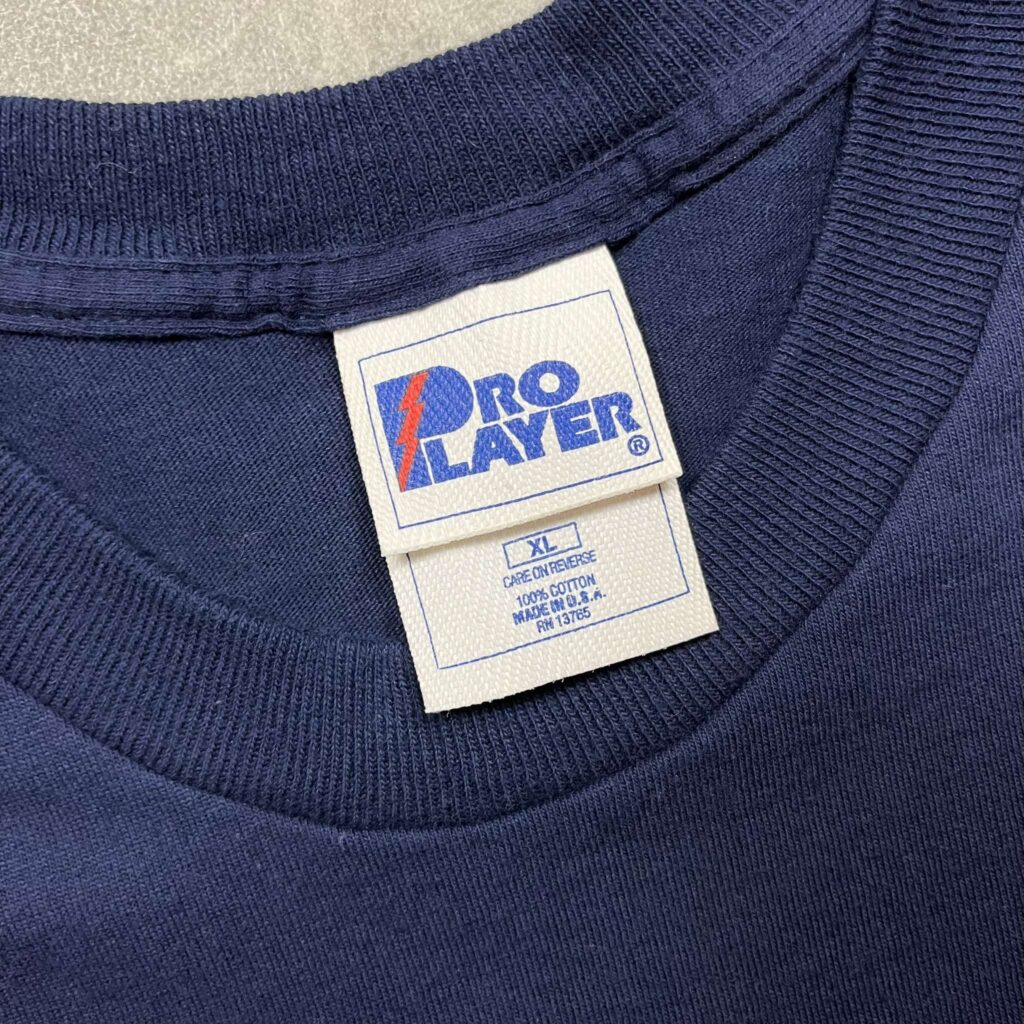 PRO
PLAYER®
XL
CARE ON REVERSE
100% COTTON
MADE IN U.S.A.
RN 13765